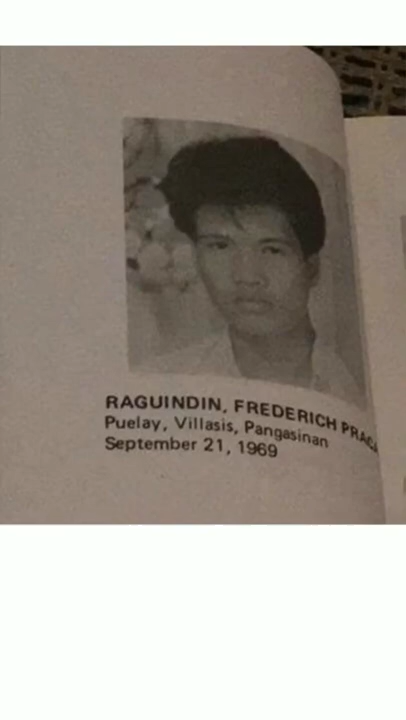 RAGUINDIN, FREDERICH
Puelay, Villasis, Pangasinan
September 21, 1969